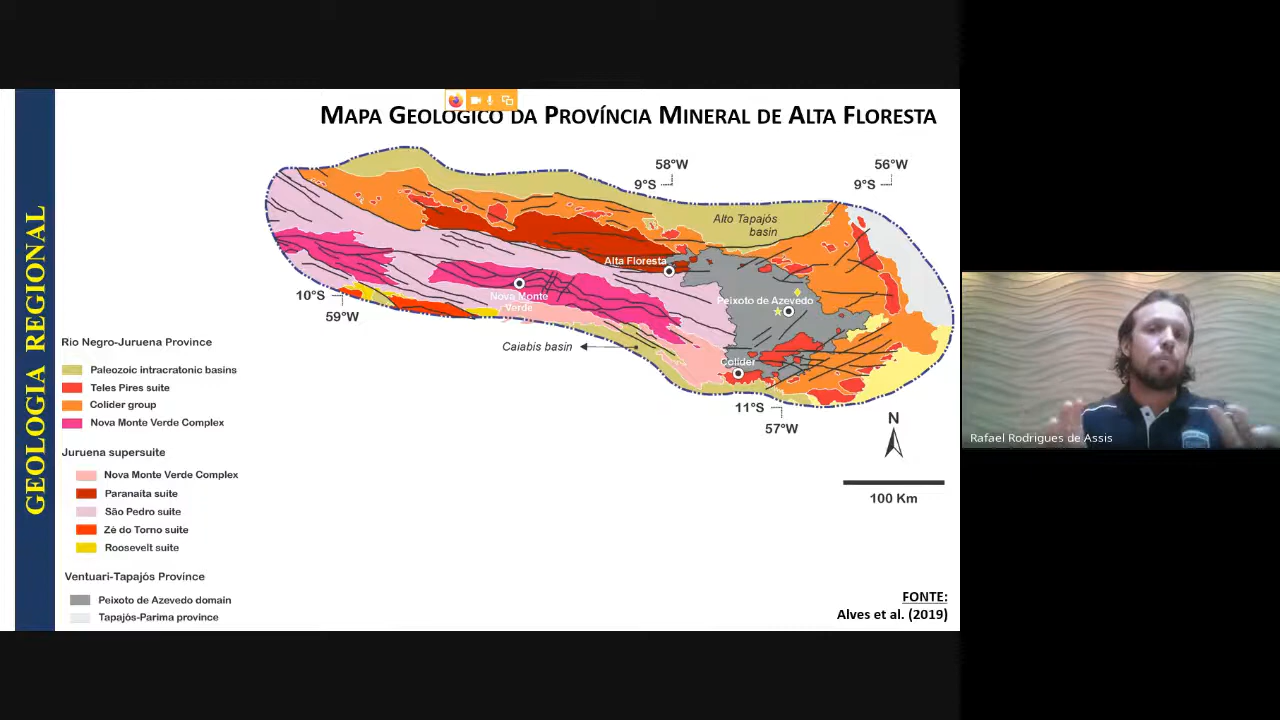 MAPA GEOLÓGICO DA PROVÍNCIA MINERAL DE ALTA FLORESTA
GEOLOGIA REGIONAL
58°W
9°S
56°W
9°S
Alto Tapajós
basin
Alta Floresta
Peixoto de Azevedo
Nova Monte
Verde
10°S
59°W
Caiabis basin
Colíder
11°S
57°W
N
100 Km
Rio Negro-Juruena Province
Paleozoic intracratonic basins
Teles Pires suite
Colíder group
Nova Monte Verde Complex
Juruena supersuite
Nova Monte Verde Complex
Paranaíta suite
São Pedro suite
Zé do Torno suite
Roosevelt suite
Ventuari-Tapajós Province
Peixoto de Azevedo domain
Tapajós-Parima province
FONTE:
Alves et al. (2019)
Rafael Rodrigues de Assis